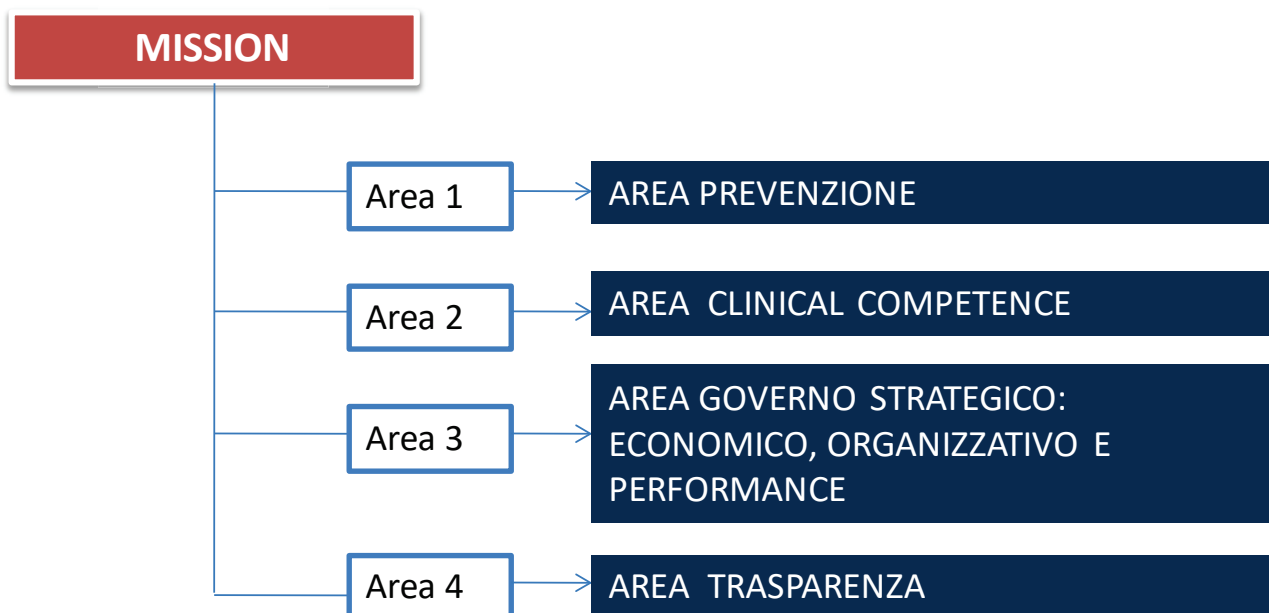 MISSION
Area 1
AREA PREVENZIONE
Area 2
AREA CLINICAL COMPETENCE
Area 3
AREA GOVERNO STRATEGICO:
ECONOMICO, ORGANIZZATIVO E
PERFORMANCE
Area 4
AREA TRASPARENZA